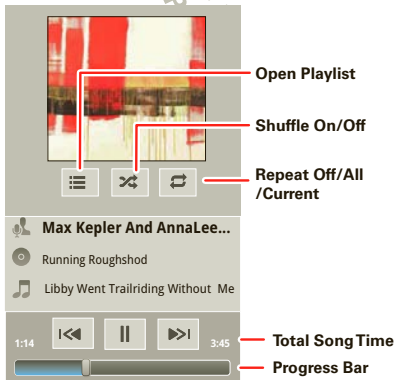 Open Playlist
Shuffle On/Off
Repeat Off/All
/Current
Max Kepler And AnnaLee...
Running Roughshod
Libby Went Trailriding Without Me
1:14
3:45
Total Song Time
Progress Bar